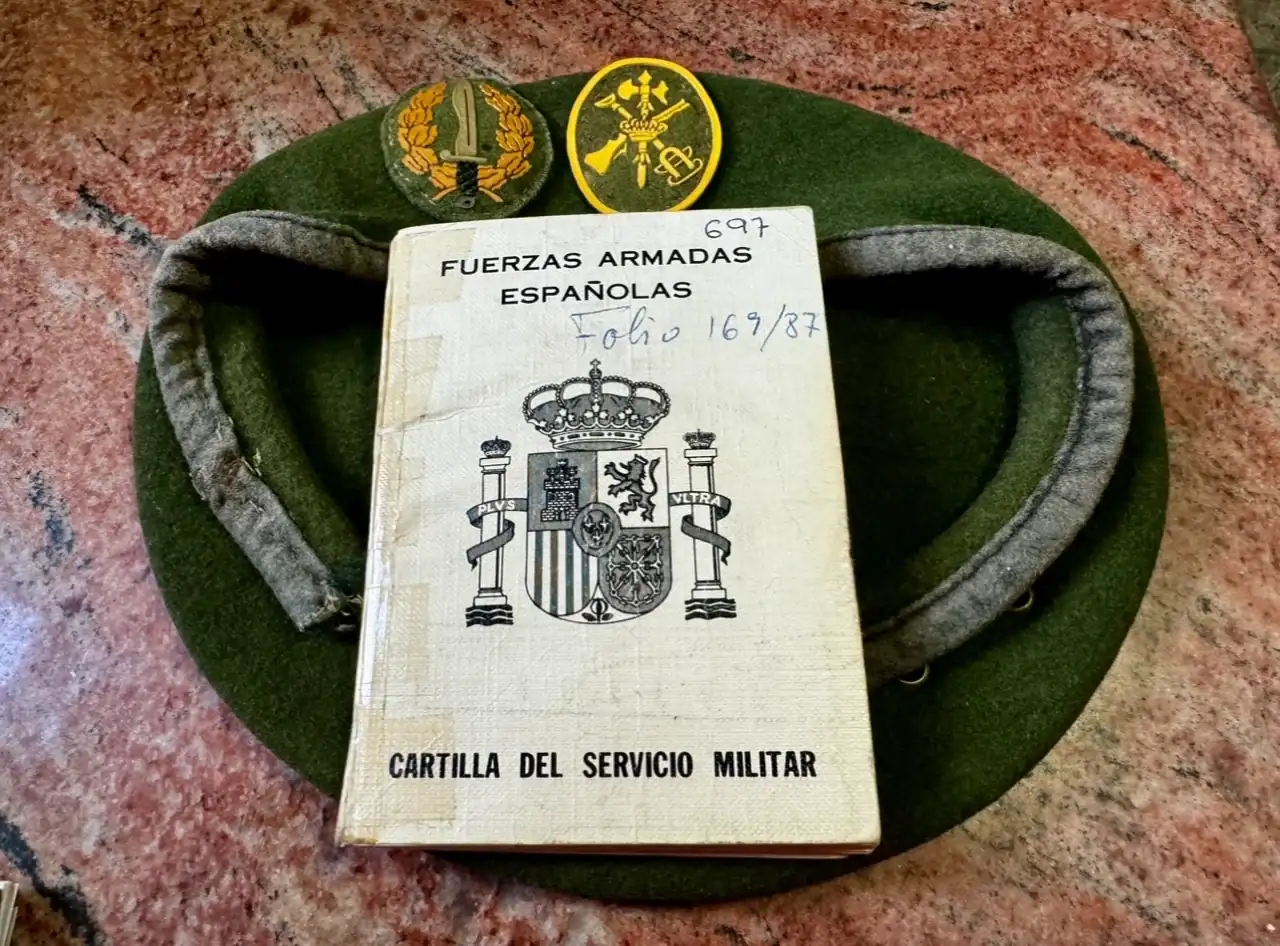 697
FUERZAS ARMADAS
ESPAÑOLAS
Folio 169/87
PLVS VLTRA
CARTILLA DEL SERVICIO MILITAR